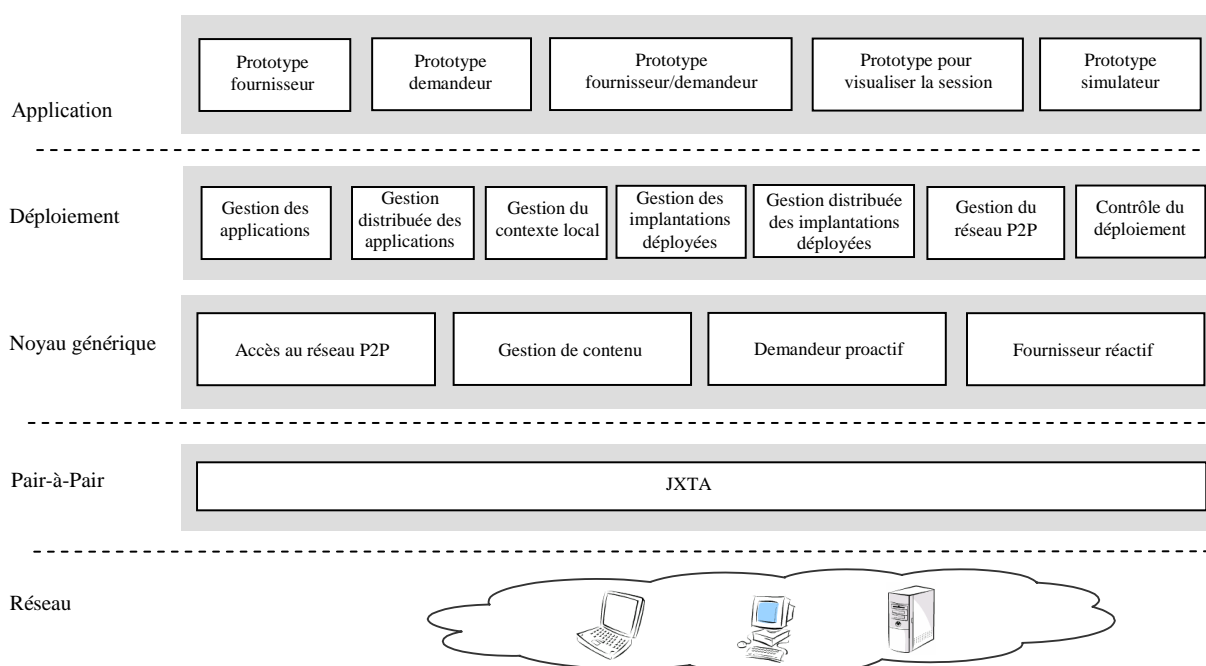 Application
Prototype
fournisseur
Prototype
demandeur
Prototype
fournisseur/demandeur
Prototype pour
visualiser la session
Prototype
simulateur
Déploiement
Gestion des
applications
Gestion
distribuée des
applications
Gestion du
contexte local
Gestion des
implantations
déployées
Gestion distribuée
des implantations
déployées
Gestion du
réseau P2P
Contrôle du
déploiement
Noyau générique
Accès au réseau P2P
Gestion de contenu
Demandeur proactif
Fournisseur réactif
Pair-à-Pair
JXTA
Réseau